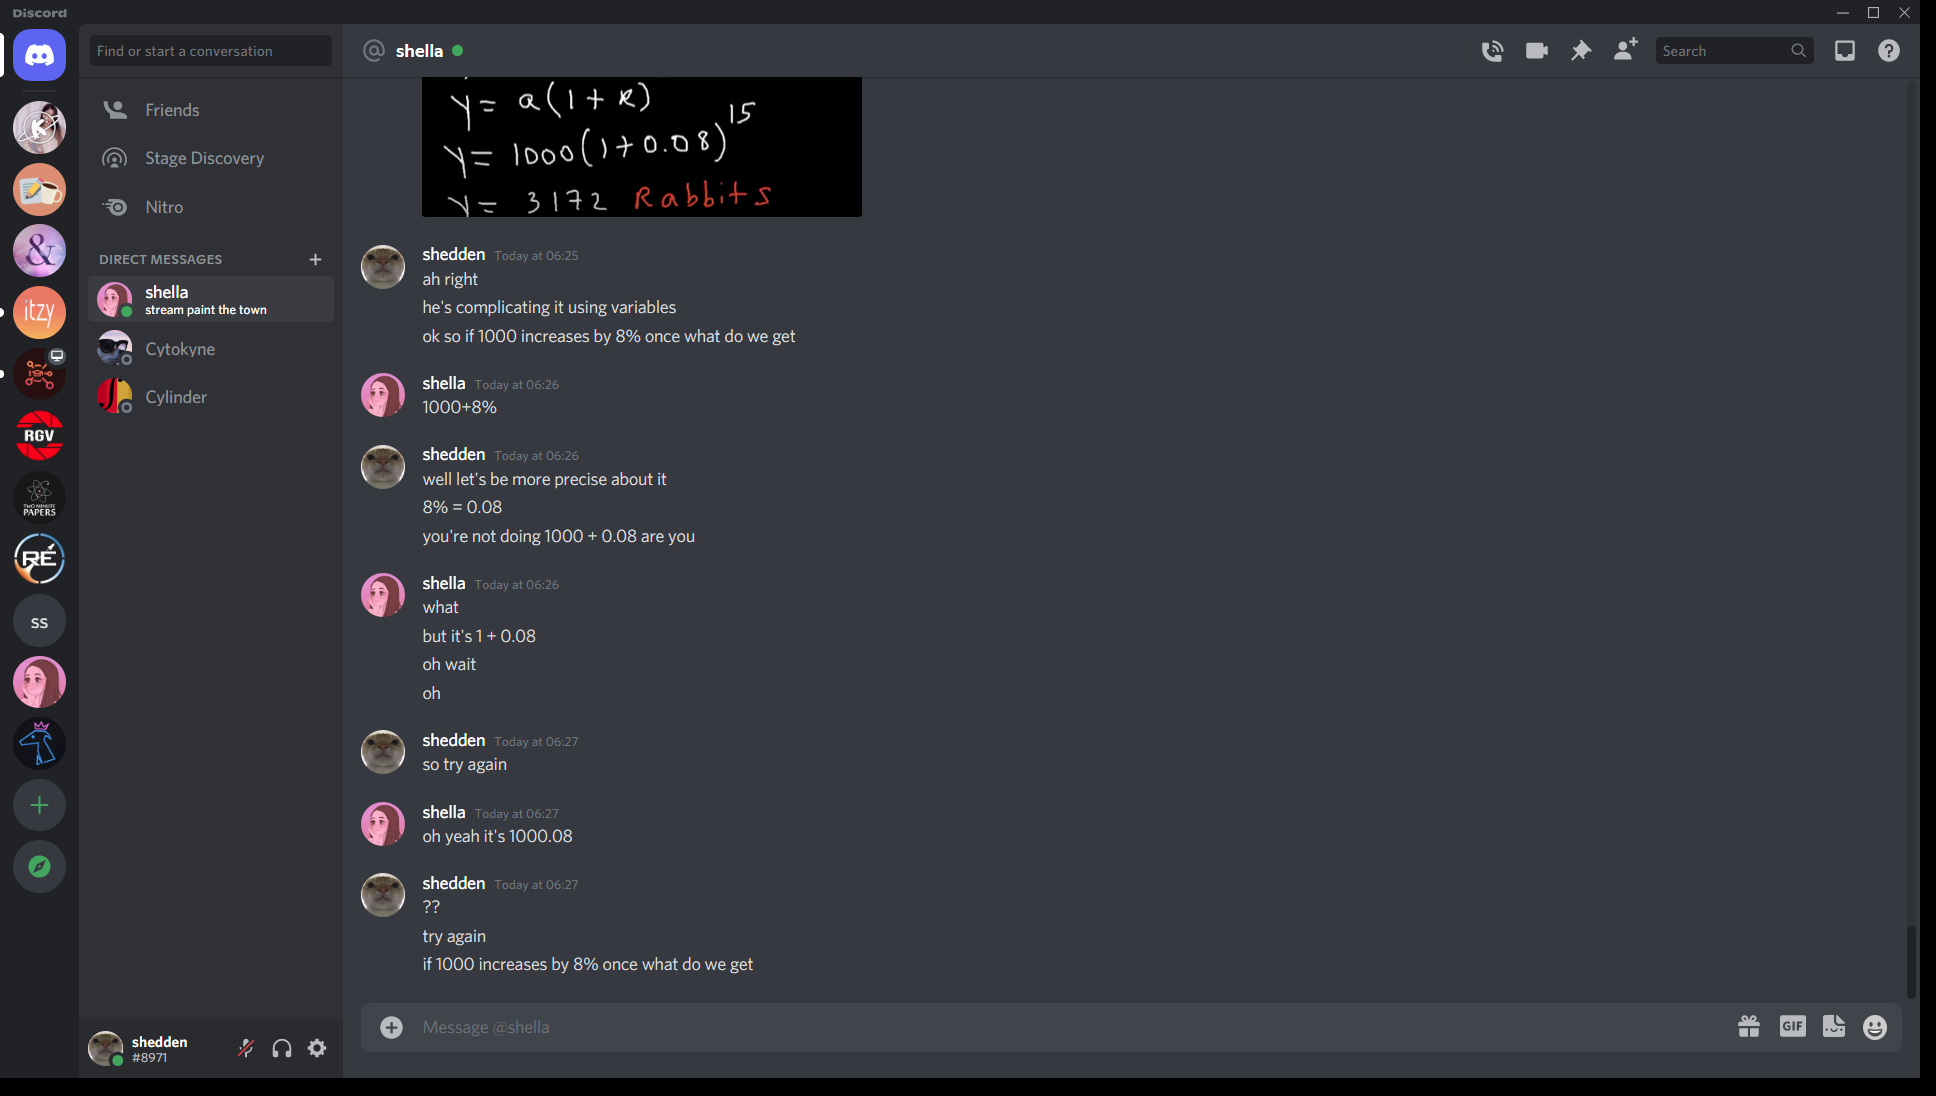 Discord
Find or start a conversation
Friends
Stage Discovery
Nitro
DIRECT MESSAGES
shella
stream paint the town
Cytokyne
Cylinder
&
itzy
RGV
TWO MINUTE
PAPERS
RE
ss
shedden
#8971
shella
Search
y= a(1+r)
y= 1000(1+0.08)^15
y= 3172 Rabbits
shedden Today at 06:25
ah right
he's complicating it using variables
ok so if 1000 increases by 8% once what do we get
shella Today at 06:26
1000+8%
shedden Today at 06:26
well let's be more precise about it
8% = 0.08
you're not doing 1000 + 0.08 are you
shella Today at 06:26
what
but it's 1 + 0.08
oh wait
oh
shedden Today at 06:27
so try again
shella Today at 06:27
oh yeah it's 1000.08
shedden Today at 06:27
??
try again
if 1000 increases by 8% once what do we get
Message @shella
GIF